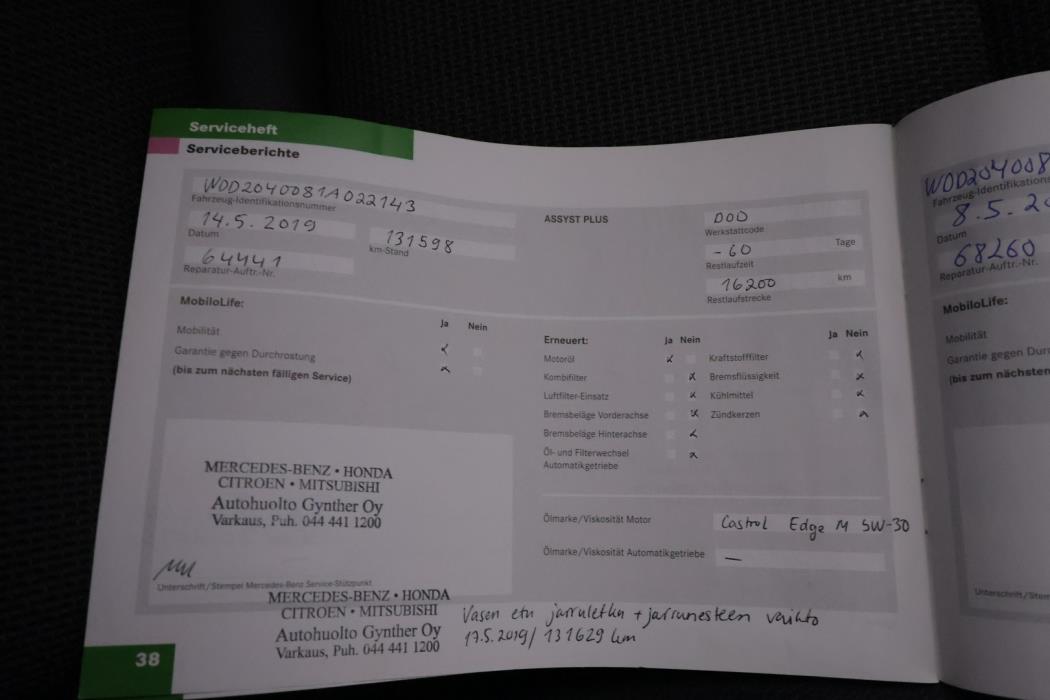 Serviceheft
Serviceberichte
WDD2040081A022143
Fahrzeug-Identifikationsnummer
14.5.2019
Datum
131598
km-Stand
64441
Reparatur-Auftr.-Nr.
ASSYST PLUS
DOD
Werkstattcode
-60 Tage
Restlaufzeit
16200 km
Restlaufstrecke
MobiloLife:
Ja Nein
Mobilität
Garantie gegen Durchrostung
(bis zum nächsten fälligen Service)
Erneuert: Ja Nein
Motoröl
Kombifilter
Luftfilter-Einsatz
Bremsbeläge Vorderachse
Bremsbeläge Hinterachse
Öl- und Filterwechsel
Automatikgetriebe
Ja Nein
Kraftstofffilter
Bremsflüssigkeit
Kühlmittel
Zündkerzen
MERCEDES-BENZ • HONDA
CITROEN • MITSUBISHI
Autohuolto Gynther Oy
Varkaus, Puh. 044 441 1200
Unterschrift/Stempel Mercedes-Benz Service-Stützpunkt
Ölmarke/Viskosität Motor Castrol Edge M 5W-30
Ölmarke/Viskosität Automatikgetriebe —
MERCEDES-BENZ • HONDA
CITROEN • MITSUBISHI
Autohuolto Gynther Oy
Varkaus, Puh. 044 441 1200
Vasen etu jarruletku + jarrunesteen vaihto
17.5.2019/ 131629 km
38
WDD204008
Fahrzeug-Identifikations
8.5.20
Datum
68260
Reparatur-Auftr.-Nr.
MobiloLife:
Mobilität
Garantie gegen Dur
(bis zum nächsten
Unterschrift/Stem